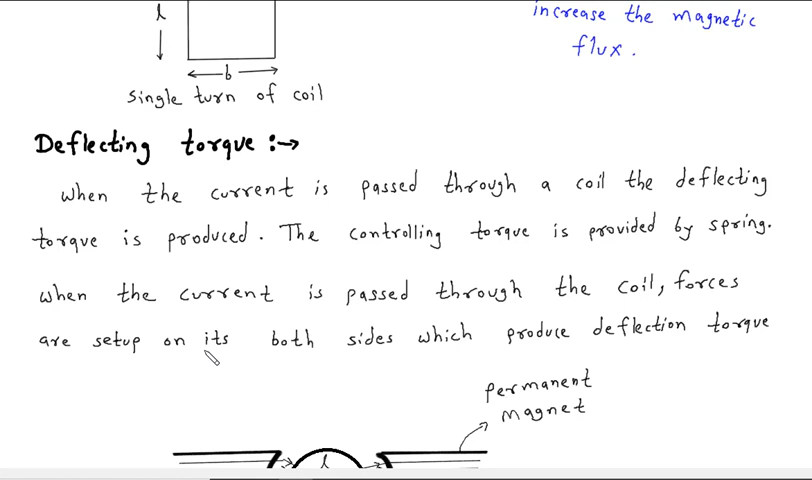 increase the magnetic
flux.
l
b
single turn of coil
Deflecting torque :→
When the current is passed through a coil the deflecting
torque is produced. The controlling torque is provided by spring.
When the current is passed through the coil, forces
are setup on its both sides which produce deflection torque
permanent
magnet